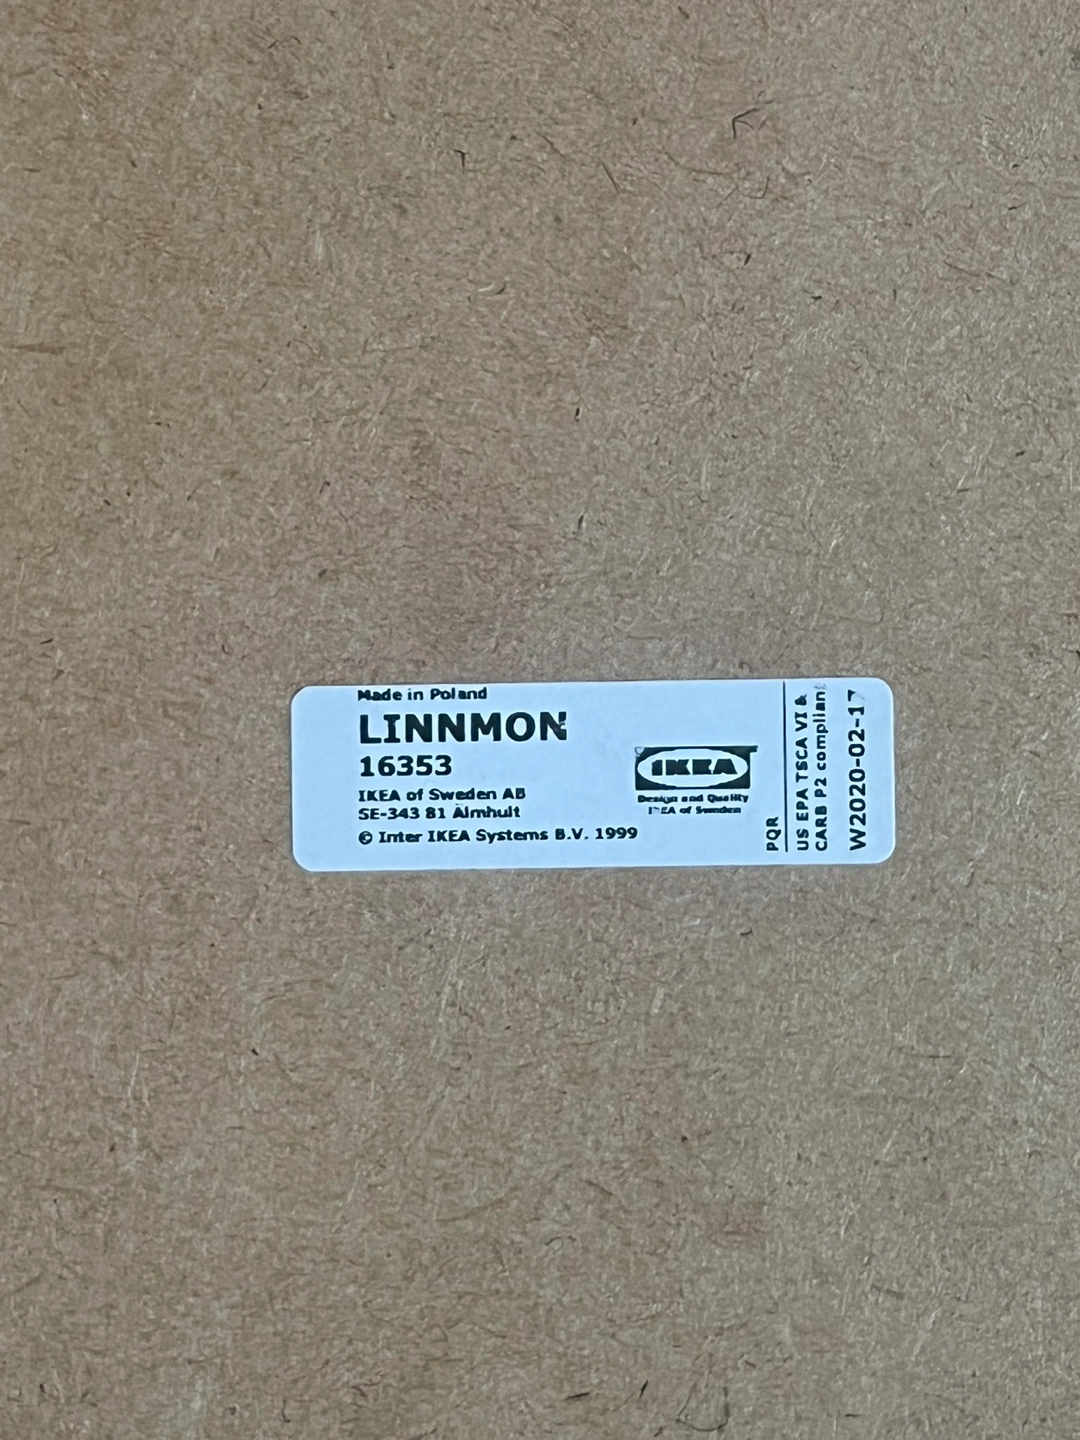 Made in Poland
LINNMON
16353
IKEA of Sweden AB
SE-343 81 Älmhult
© Inter IKEA Systems B.V. 1999
IKEA
Design and Quality
IKEA of Sweden
PQR
US EPA TSCA VI &
CARB P2 compliant
W2020-02-17